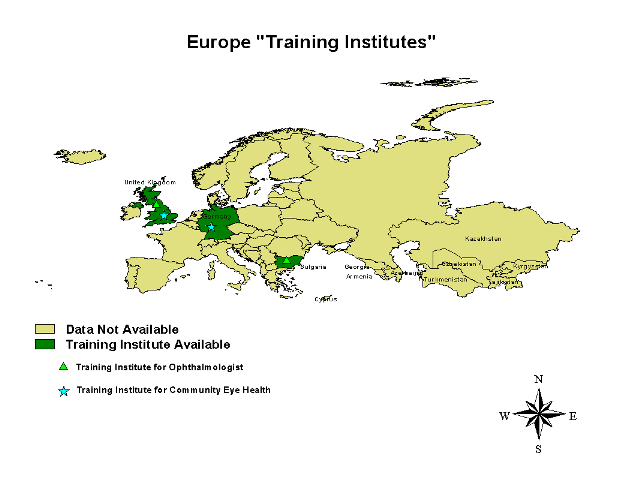 Europe "Training Institutes"
United Kingdom
Germany
Kazakhstan
Bulgaria
Georgia
Armenia
Azerbaijan
Uzbekistan
Kyrgyzstan
Turkmenistan
Tajikistan
Cyprus
Data Not Available
Training Institute Available
Training Institute for Ophthalmologist
Training Institute for Community Eye Health
N
W
E
S